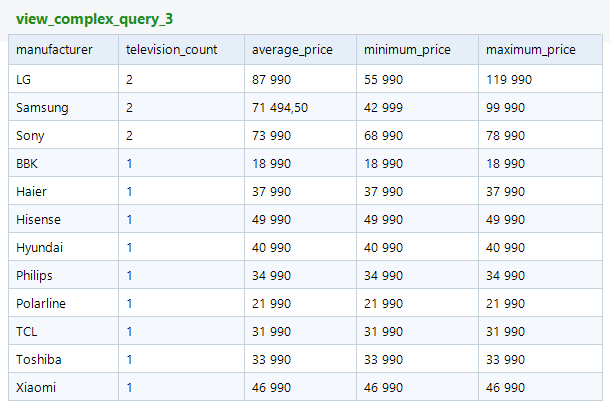 view_complex_query_3
manufacturer television_count average_price minimum_price maximum_price
LG 2 87 990 55 990 119 990
Samsung 2 71 494,50 42 999 99 990
Sony 2 73 990 68 990 78 990
BBK 1 18 990 18 990 18 990
Haier 1 37 990 37 990 37 990
Hisense 1 49 990 49 990 49 990
Hyundai 1 40 990 40 990 40 990
Philips 1 34 990 34 990 34 990
Polarline 1 21 990 21 990 21 990
TCL 1 31 990 31 990 31 990
Toshiba 1 33 990 33 990 33 990
Xiaomi 1 46 990 46 990 46 990